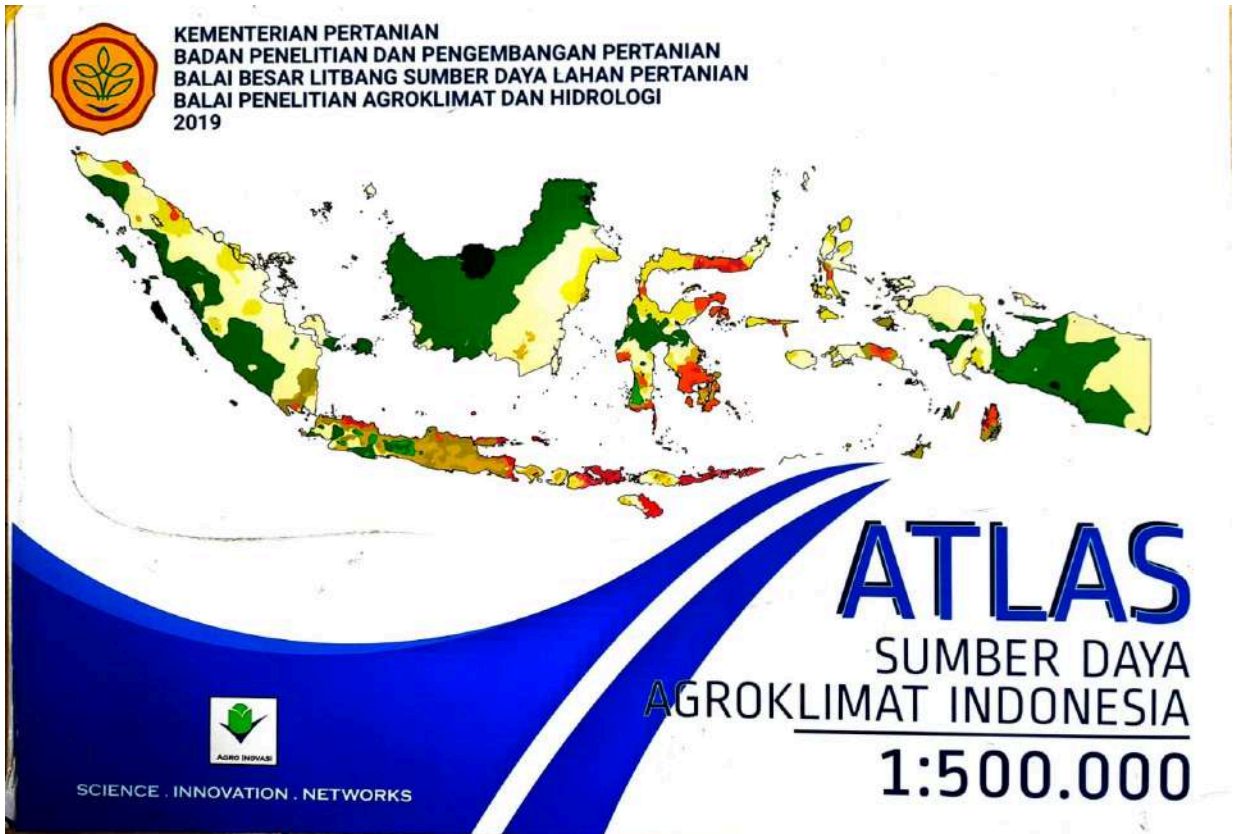 KEMENTERIAN PERTANIAN
BADAN PENELITIAN DAN PENGEMBANGAN PERTANIAN
BALAI BESAR LITBANG SUMBER DAYA LAHAN PERTANIAN
BALAI PENELITIAN AGROKLIMAT DAN HIDROLOGI
2019
ATLAS
SUMBER DAYA
AGROKLIMAT INDONESIA
1:500.000
AGRO INOVASI
SCIENCE . INNOVATION . NETWORKS